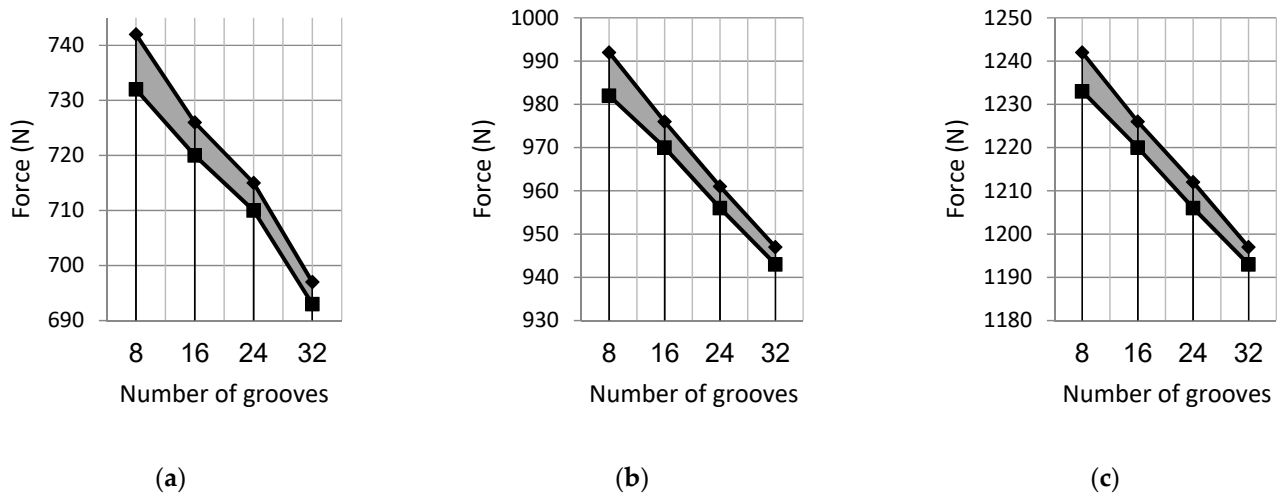 740
730
720
710
700
690
Force (N)
8 16 24 32
Number of grooves
(a)
1000
990
980
970
960
950
940
930
Force (N)
8 16 24 32
Number of grooves
(b)
1250
1240
1230
1220
1210
1200
1190
1180
Force (N)
8 16 24 32
Number of grooves
(c)